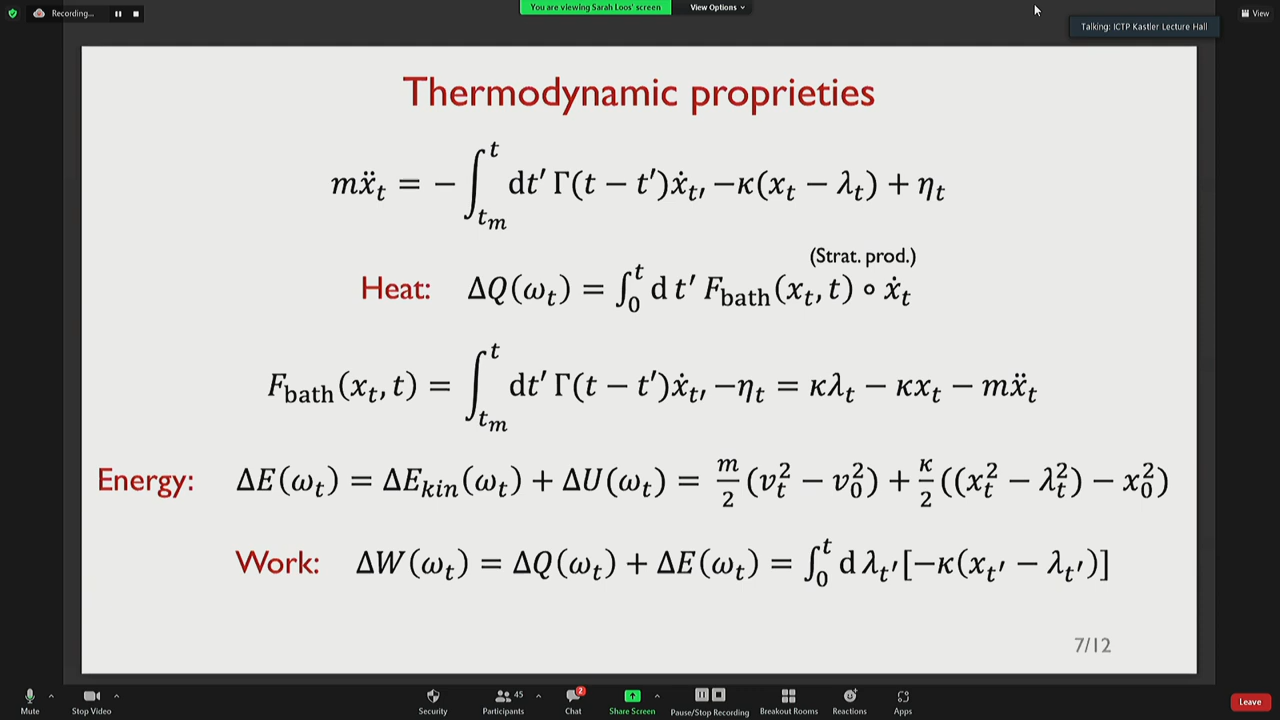 Recording...
You are viewing Sarah Loos' screen
View Options
Talking: ICTP Kastler Lecture Hall
View
Thermodynamic proprieties
mẍ_t = − ∫_{t_m}^{t} dt′ Γ(t − t′)ẋ_{t′} −κ(x_t − λ_t) + η_t
(Strat. prod.)
Heat: ΔQ(ω_t) = ∫_0^t d t′ F_bath(x_t, t) ∘ ẋ_t
F_bath(x_t, t) = ∫_{t_m}^{t} dt′ Γ(t − t′)ẋ_{t′} −η_t = κλ_t − κx_t − mẍ_t
Energy: ΔE(ω_t) = ΔE_kin(ω_t) + ΔU(ω_t) = m/2 (v_t^2 − v_0^2) + κ/2 ((x_t^2 − λ_t^2) − x_0^2)
Work: ΔW(ω_t) = ΔQ(ω_t) + ΔE(ω_t) = ∫_0^t d λ_{t′}[−κ(x_{t′} − λ_{t′})]
7/12
Mute
Stop Video
Security
45
Participants
2
Chat
Share Screen
Pause/Stop Recording
Breakout Rooms
Reactions
Apps
Leave